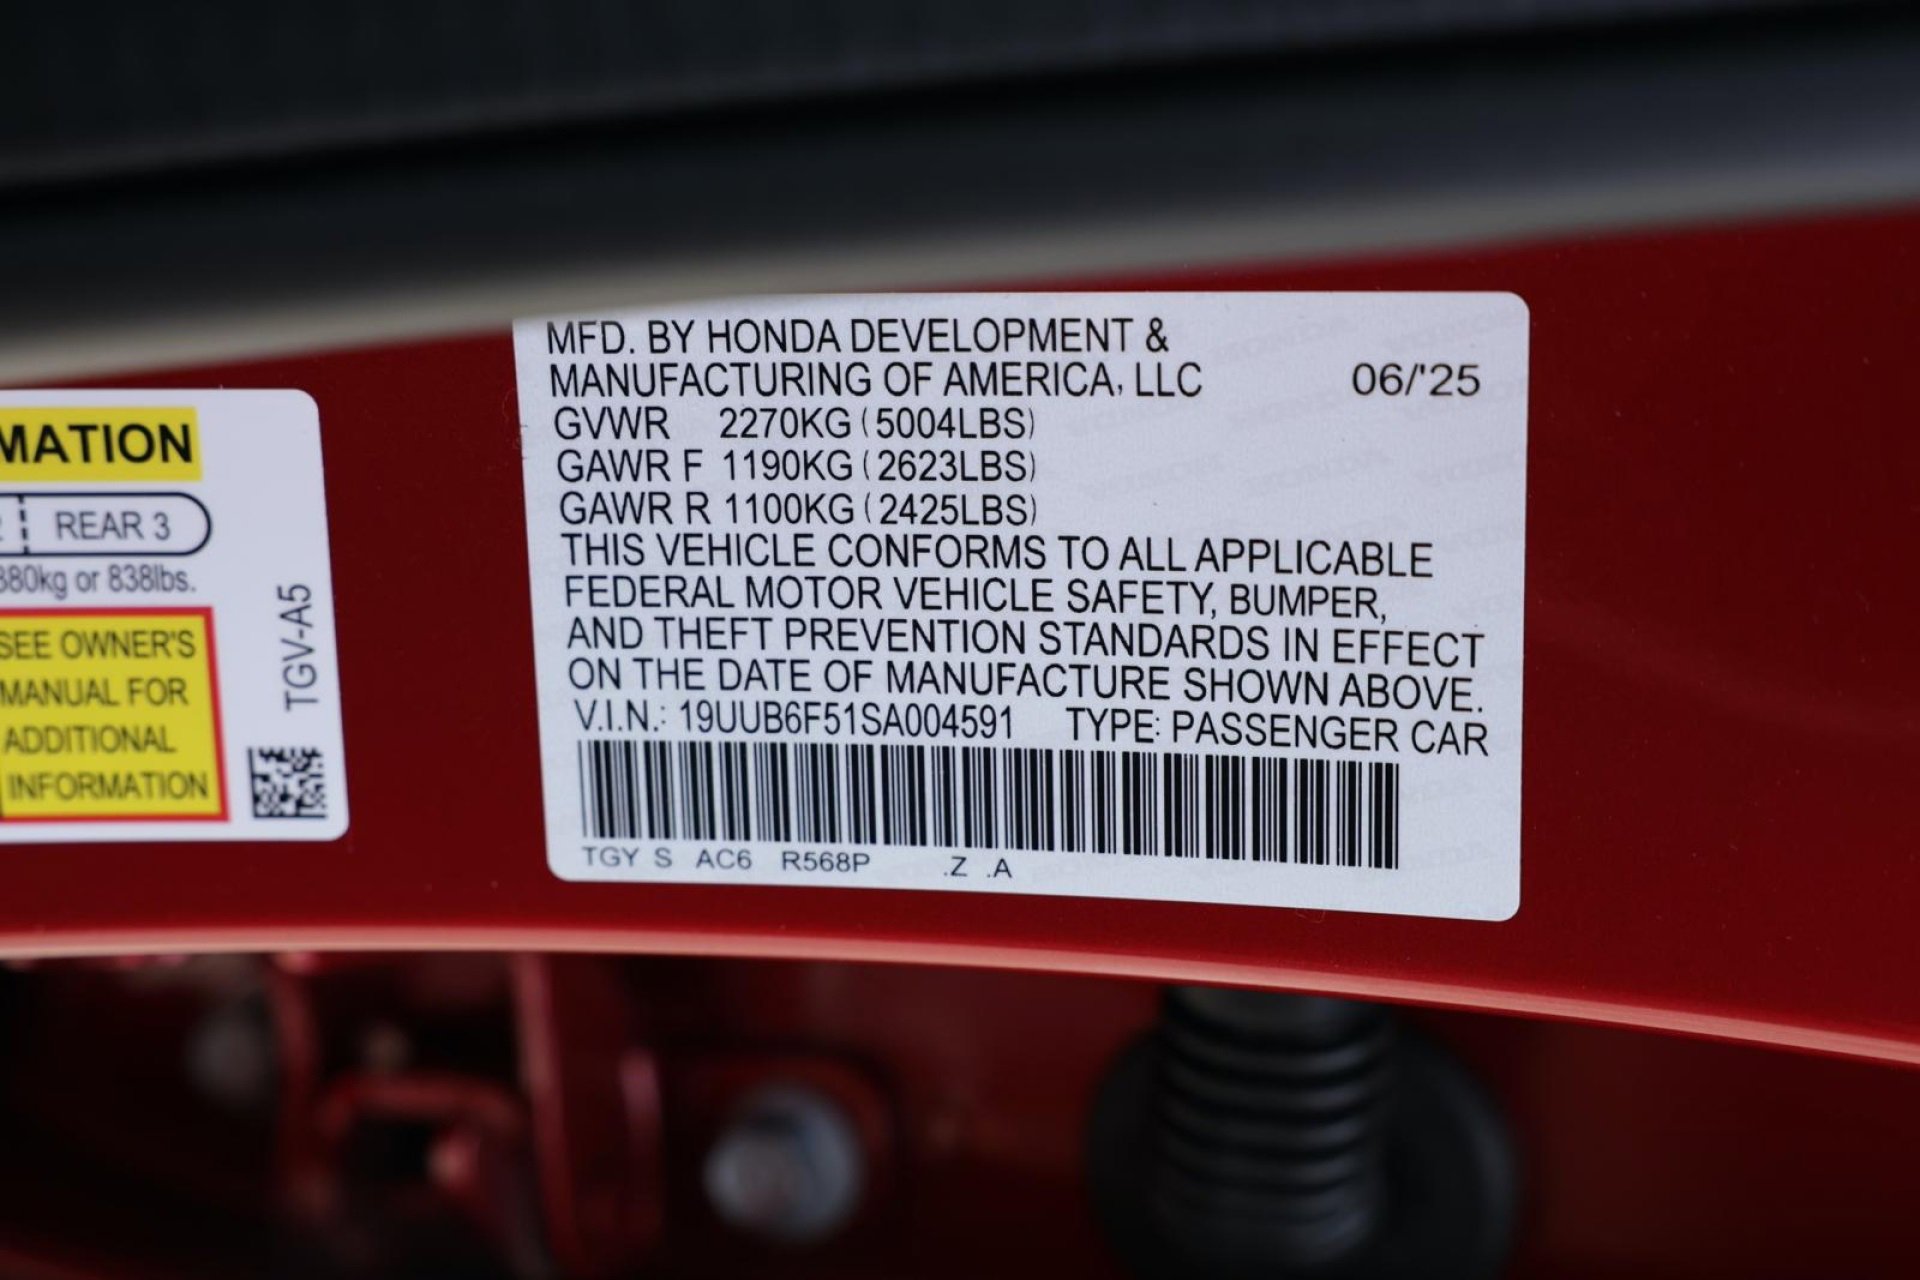 MATION
REAR 3
380kg or 838lbs.
SEE OWNER'S
MANUAL FOR
ADDITIONAL
INFORMATION
TGV-A5
MFD. BY HONDA DEVELOPMENT &
MANUFACTURING OF AMERICA, LLC 06/'25
GVWR 2270KG (5004LBS)
GAWR F 1190KG (2623LBS)
GAWR R 1100KG (2425LBS)
THIS VEHICLE CONFORMS TO ALL APPLICABLE
FEDERAL MOTOR VEHICLE SAFETY, BUMPER,
AND THEFT PREVENTION STANDARDS IN EFFECT
ON THE DATE OF MANUFACTURE SHOWN ABOVE.
V.I.N.: 19UUB6F51SA004591 TYPE: PASSENGER CAR
TGY S AC6 R568P .Z .A